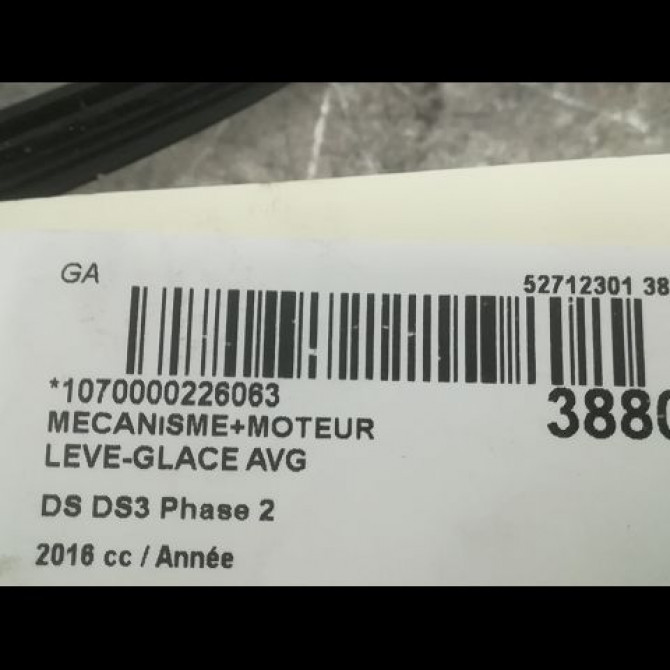 GA
52712301 38
*1070000226063
3880
MECANiSME+MOTEUR
LEVE-GLACE AVG
DS DS3 Phase 2
2016 cc / Année